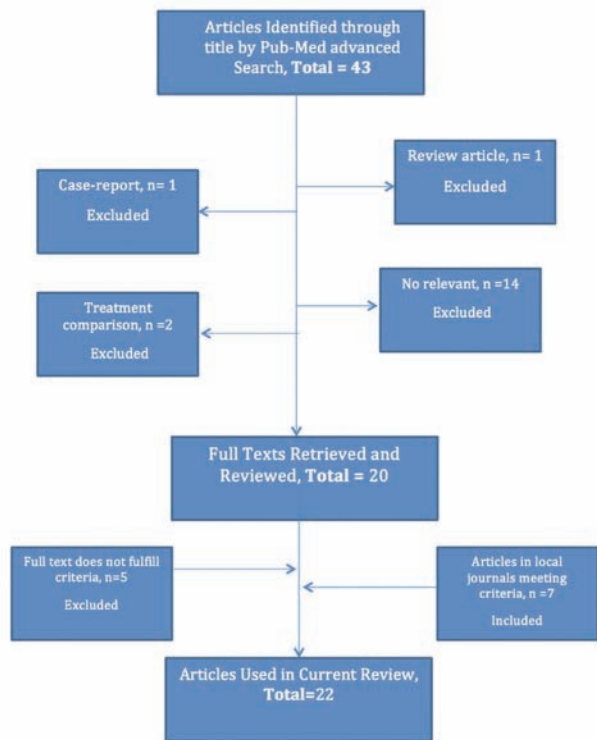 Articles Identified through
title by Pub-Med advanced
Search, Total = 43
Review article, n= 1
Excluded
Case-report, n= 1
Excluded
No relevant, n =14
Excluded
Treatment
comparison, n =2
Excluded
Full Texts Retrieved and
Reviewed, Total = 20
Full text does not fulfill
criteria, n=5
Excluded
Articles in local
journals meeting
criteria, n =7
Included
Articles Used in Current Review,
Total=22